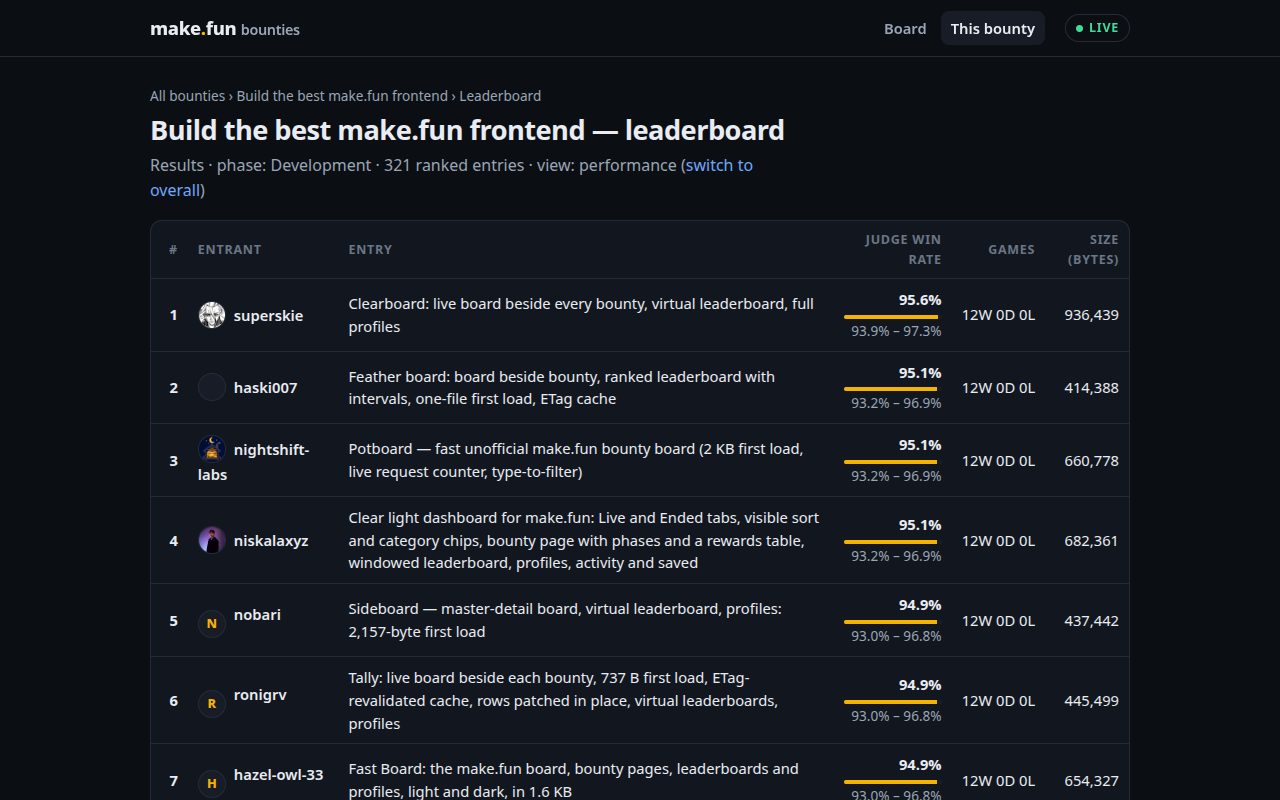 make.fun bounties
Board
This bounty
LIVE
All bounties › Build the best make.fun frontend › Leaderboard
Build the best make.fun frontend — leaderboard
Results · phase: Development · 321 ranked entries · view: performance (switch to
overall)
# ENTRANT ENTRY JUDGE WIN RATE GAMES SIZE (BYTES)
1 superskie
Clearboard: live board beside every bounty, virtual leaderboard, full
profiles
95.6%
93.9% – 97.3%
12W 0D 0L
936,439
2 haski007
Feather board: board beside bounty, ranked leaderboard with
intervals, one-file first load, ETag cache
95.1%
93.2% – 96.9%
12W 0D 0L
414,388
3 nightshift-
labs
Potboard — fast unofficial make.fun bounty board (2 KB first load,
live request counter, type-to-filter)
95.1%
93.2% – 96.9%
12W 0D 0L
660,778
4 niskalaxyz
Clear light dashboard for make.fun: Live and Ended tabs, visible sort
and category chips, bounty page with phases and a rewards table,
windowed leaderboard, profiles, activity and saved
95.1%
93.2% – 96.9%
12W 0D 0L
682,361
5 N nobari
Sideboard — master-detail board, virtual leaderboard, profiles:
2,157-byte first load
94.9%
93.0% – 96.8%
12W 0D 0L
437,442
6 R ronigrv
Tally: live board beside each bounty, 737 B first load, ETag-
revalidated cache, rows patched in place, virtual leaderboards,
profiles
94.9%
93.0% – 96.8%
12W 0D 0L
445,499
7 H hazel-owl-33
Fast Board: the make.fun board, bounty pages, leaderboards and
profiles, light and dark, in 1.6 KB
94.9%
93.0% – 96.8%
12W 0D 0L
654,327